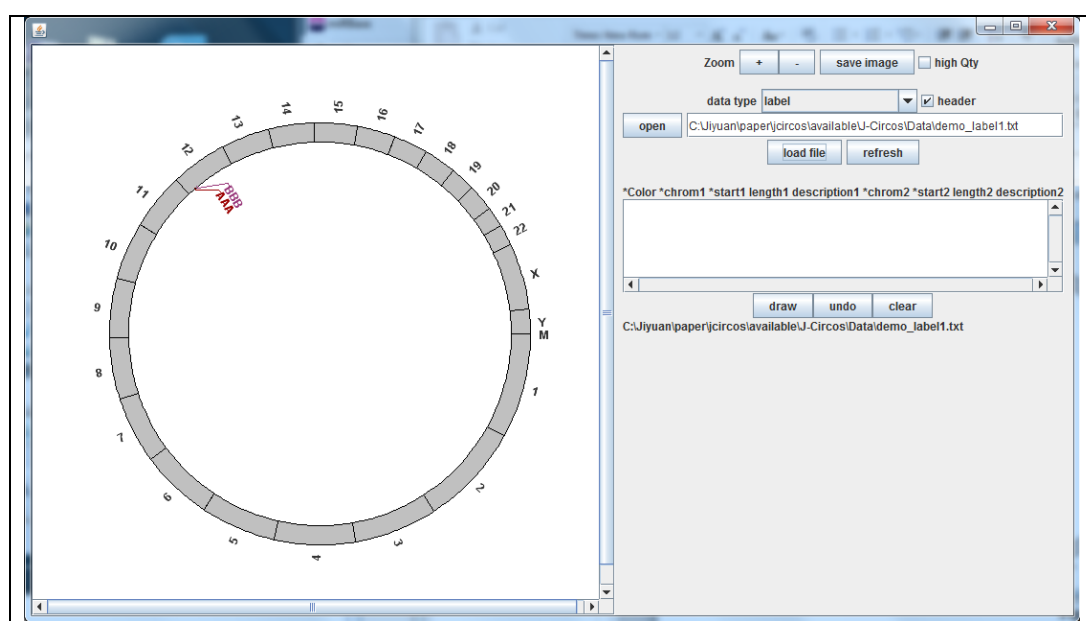 Zoom + - save image high Qty
data type label header
open C:\Jiyuan\paper\jcircos\available\J-Circos\Data\demo_label1.txt
load file refresh
*Color *chrom1 *start1 length1 description1 *chrom2 *start2 length2 description2
draw undo clear
C:\Jiyuan\paper\jcircos\available\J-Circos\Data\demo_label1.txt
1
2
3
4
5
6
7
8
9
10
11
12
13
14
15
16
17
18
19
20
21
22
X
Y
M
BBB
AAA